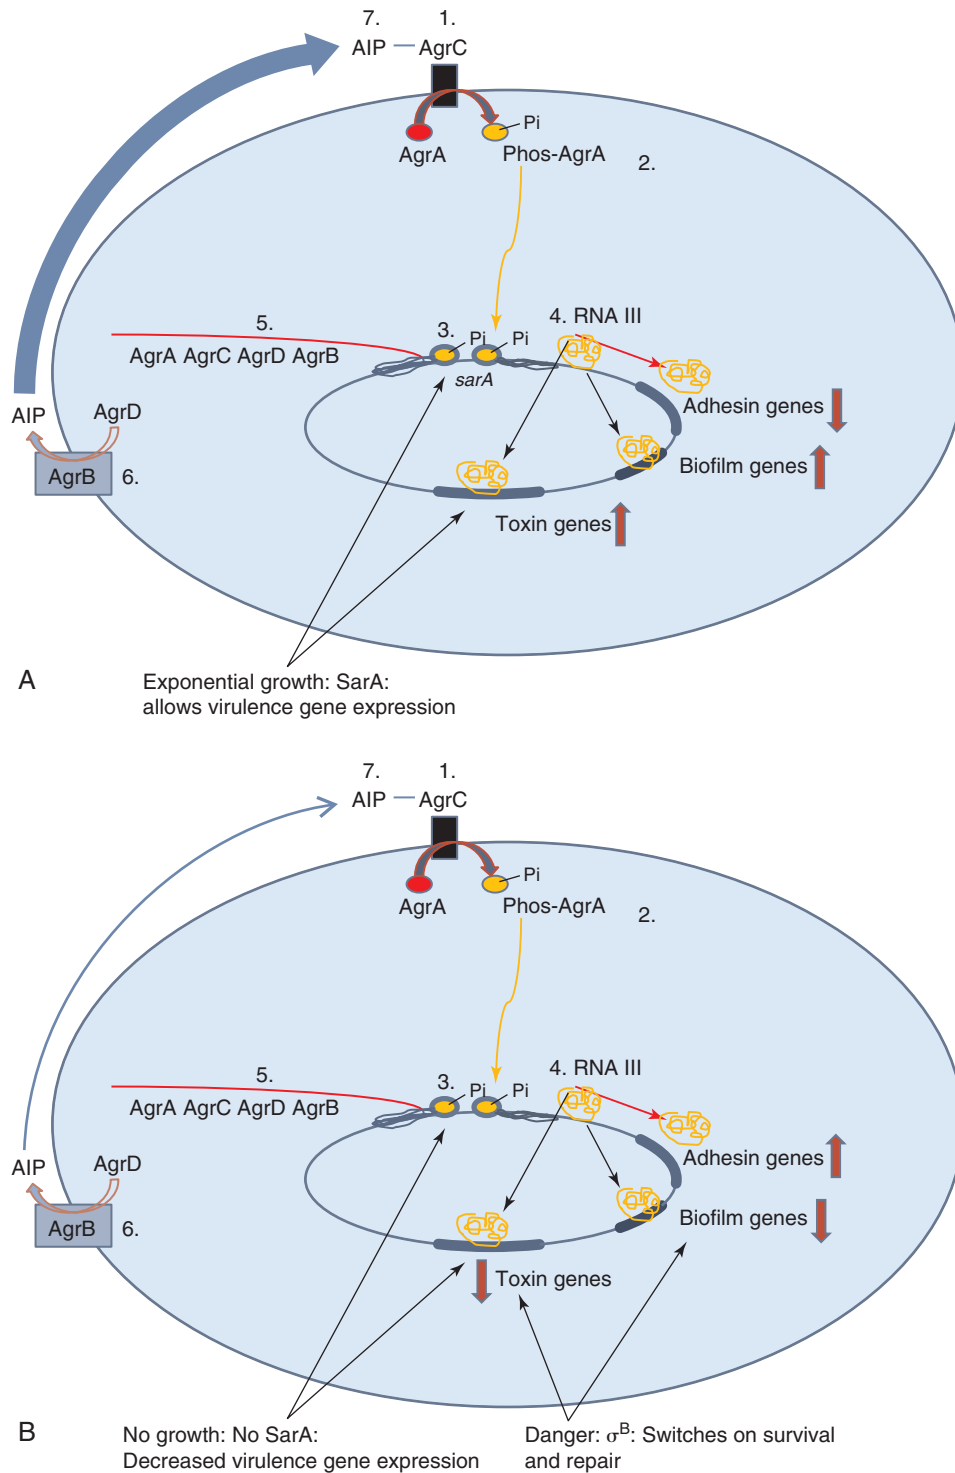 7. 1.
AIP AgrC
Pi
AgrA Phos-AgrA 2.
5. 3. Pi Pi 4. RNA III
AgrA AgrC AgrD AgrB
sarA
AIP AgrD
Adhesin genes
AgrB 6.
Biofilm genes
Toxin genes
A
Exponential growth: SarA:
allows virulence gene expression
7. 1.
AIP AgrC
Pi
AgrA Phos-AgrA 2.
5. 3. Pi Pi 4. RNA III
AgrA AgrC AgrD AgrB
AIP AgrD
Adhesin genes
AgrB 6.
Biofilm genes
Toxin genes
B
No growth: No SarA:
Decreased virulence gene expression
Danger: σᴮ: Switches on survival
and repair